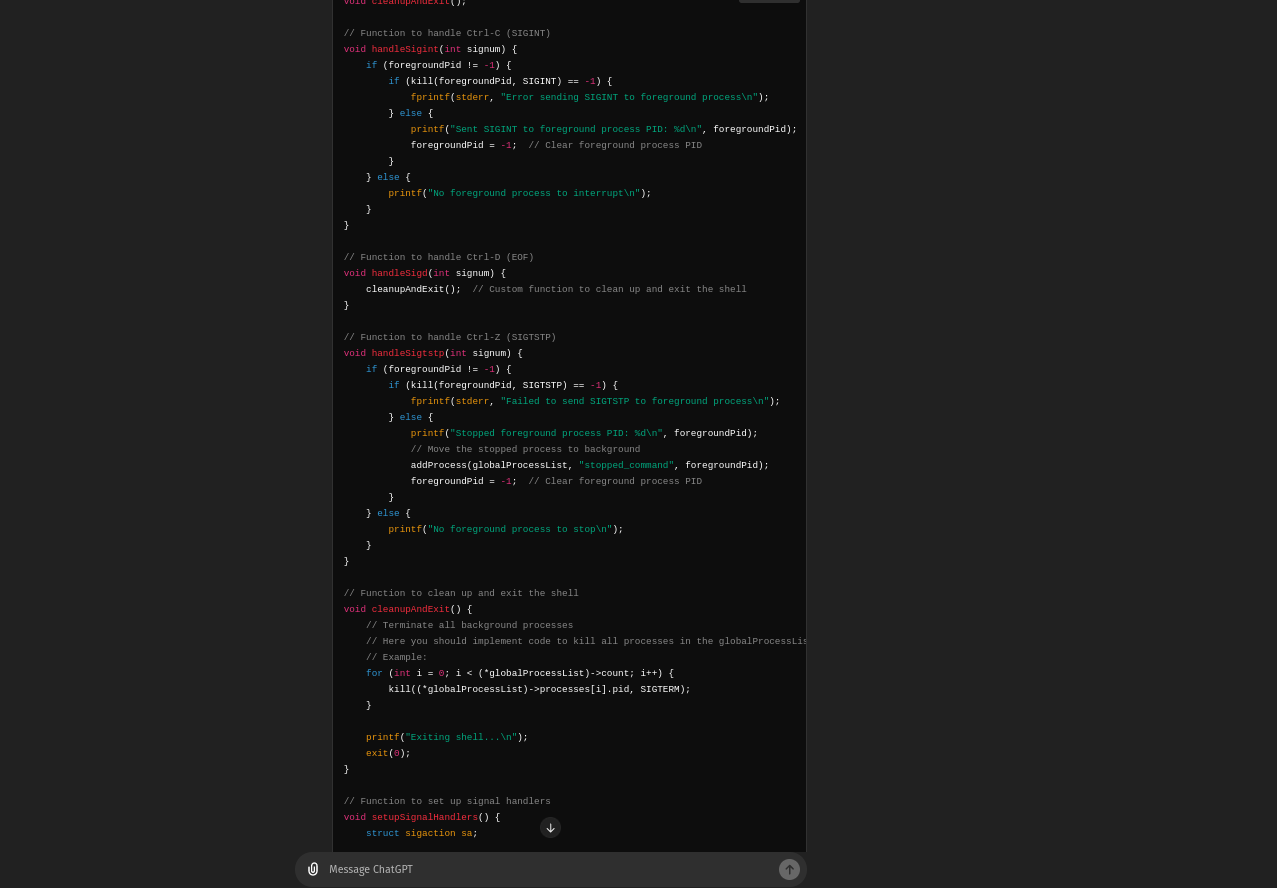 void cleanupAndExit();
// Function to handle Ctrl-C (SIGINT)
void handleSigint(int signum) {
    if (foregroundPid != -1) {
        if (kill(foregroundPid, SIGINT) == -1) {
            fprintf(stderr, "Error sending SIGINT to foreground process\n");
        } else {
            printf("Sent SIGINT to foreground process PID: %d\n", foregroundPid);
            foregroundPid = -1;  // Clear foreground process PID
        }
    } else {
        printf("No foreground process to interrupt\n");
    }
}
// Function to handle Ctrl-D (EOF)
void handleSigd(int signum) {
    cleanupAndExit();  // Custom function to clean up and exit the shell
}
// Function to handle Ctrl-Z (SIGTSTP)
void handleSigtstp(int signum) {
    if (foregroundPid != -1) {
        if (kill(foregroundPid, SIGTSTP) == -1) {
            fprintf(stderr, "Failed to send SIGTSTP to foreground process\n");
        } else {
            printf("Stopped foreground process PID: %d\n", foregroundPid);
            // Move the stopped process to background
            addProcess(globalProcessList, "stopped_command", foregroundPid);
            foregroundPid = -1;  // Clear foreground process PID
        }
    } else {
        printf("No foreground process to stop\n");
    }
}
// Function to clean up and exit the shell
void cleanupAndExit() {
    // Terminate all background processes
    // Here you should implement code to kill all processes in the globalProcessLis
    // Example:
    for (int i = 0; i < (*globalProcessList)->count; i++) {
        kill((*globalProcessList)->processes[i].pid, SIGTERM);
    }
    printf("Exiting shell...\n");
    exit(0);
}
// Function to set up signal handlers
void setupSignalHandlers() {
    struct sigaction sa;
Message ChatGPT